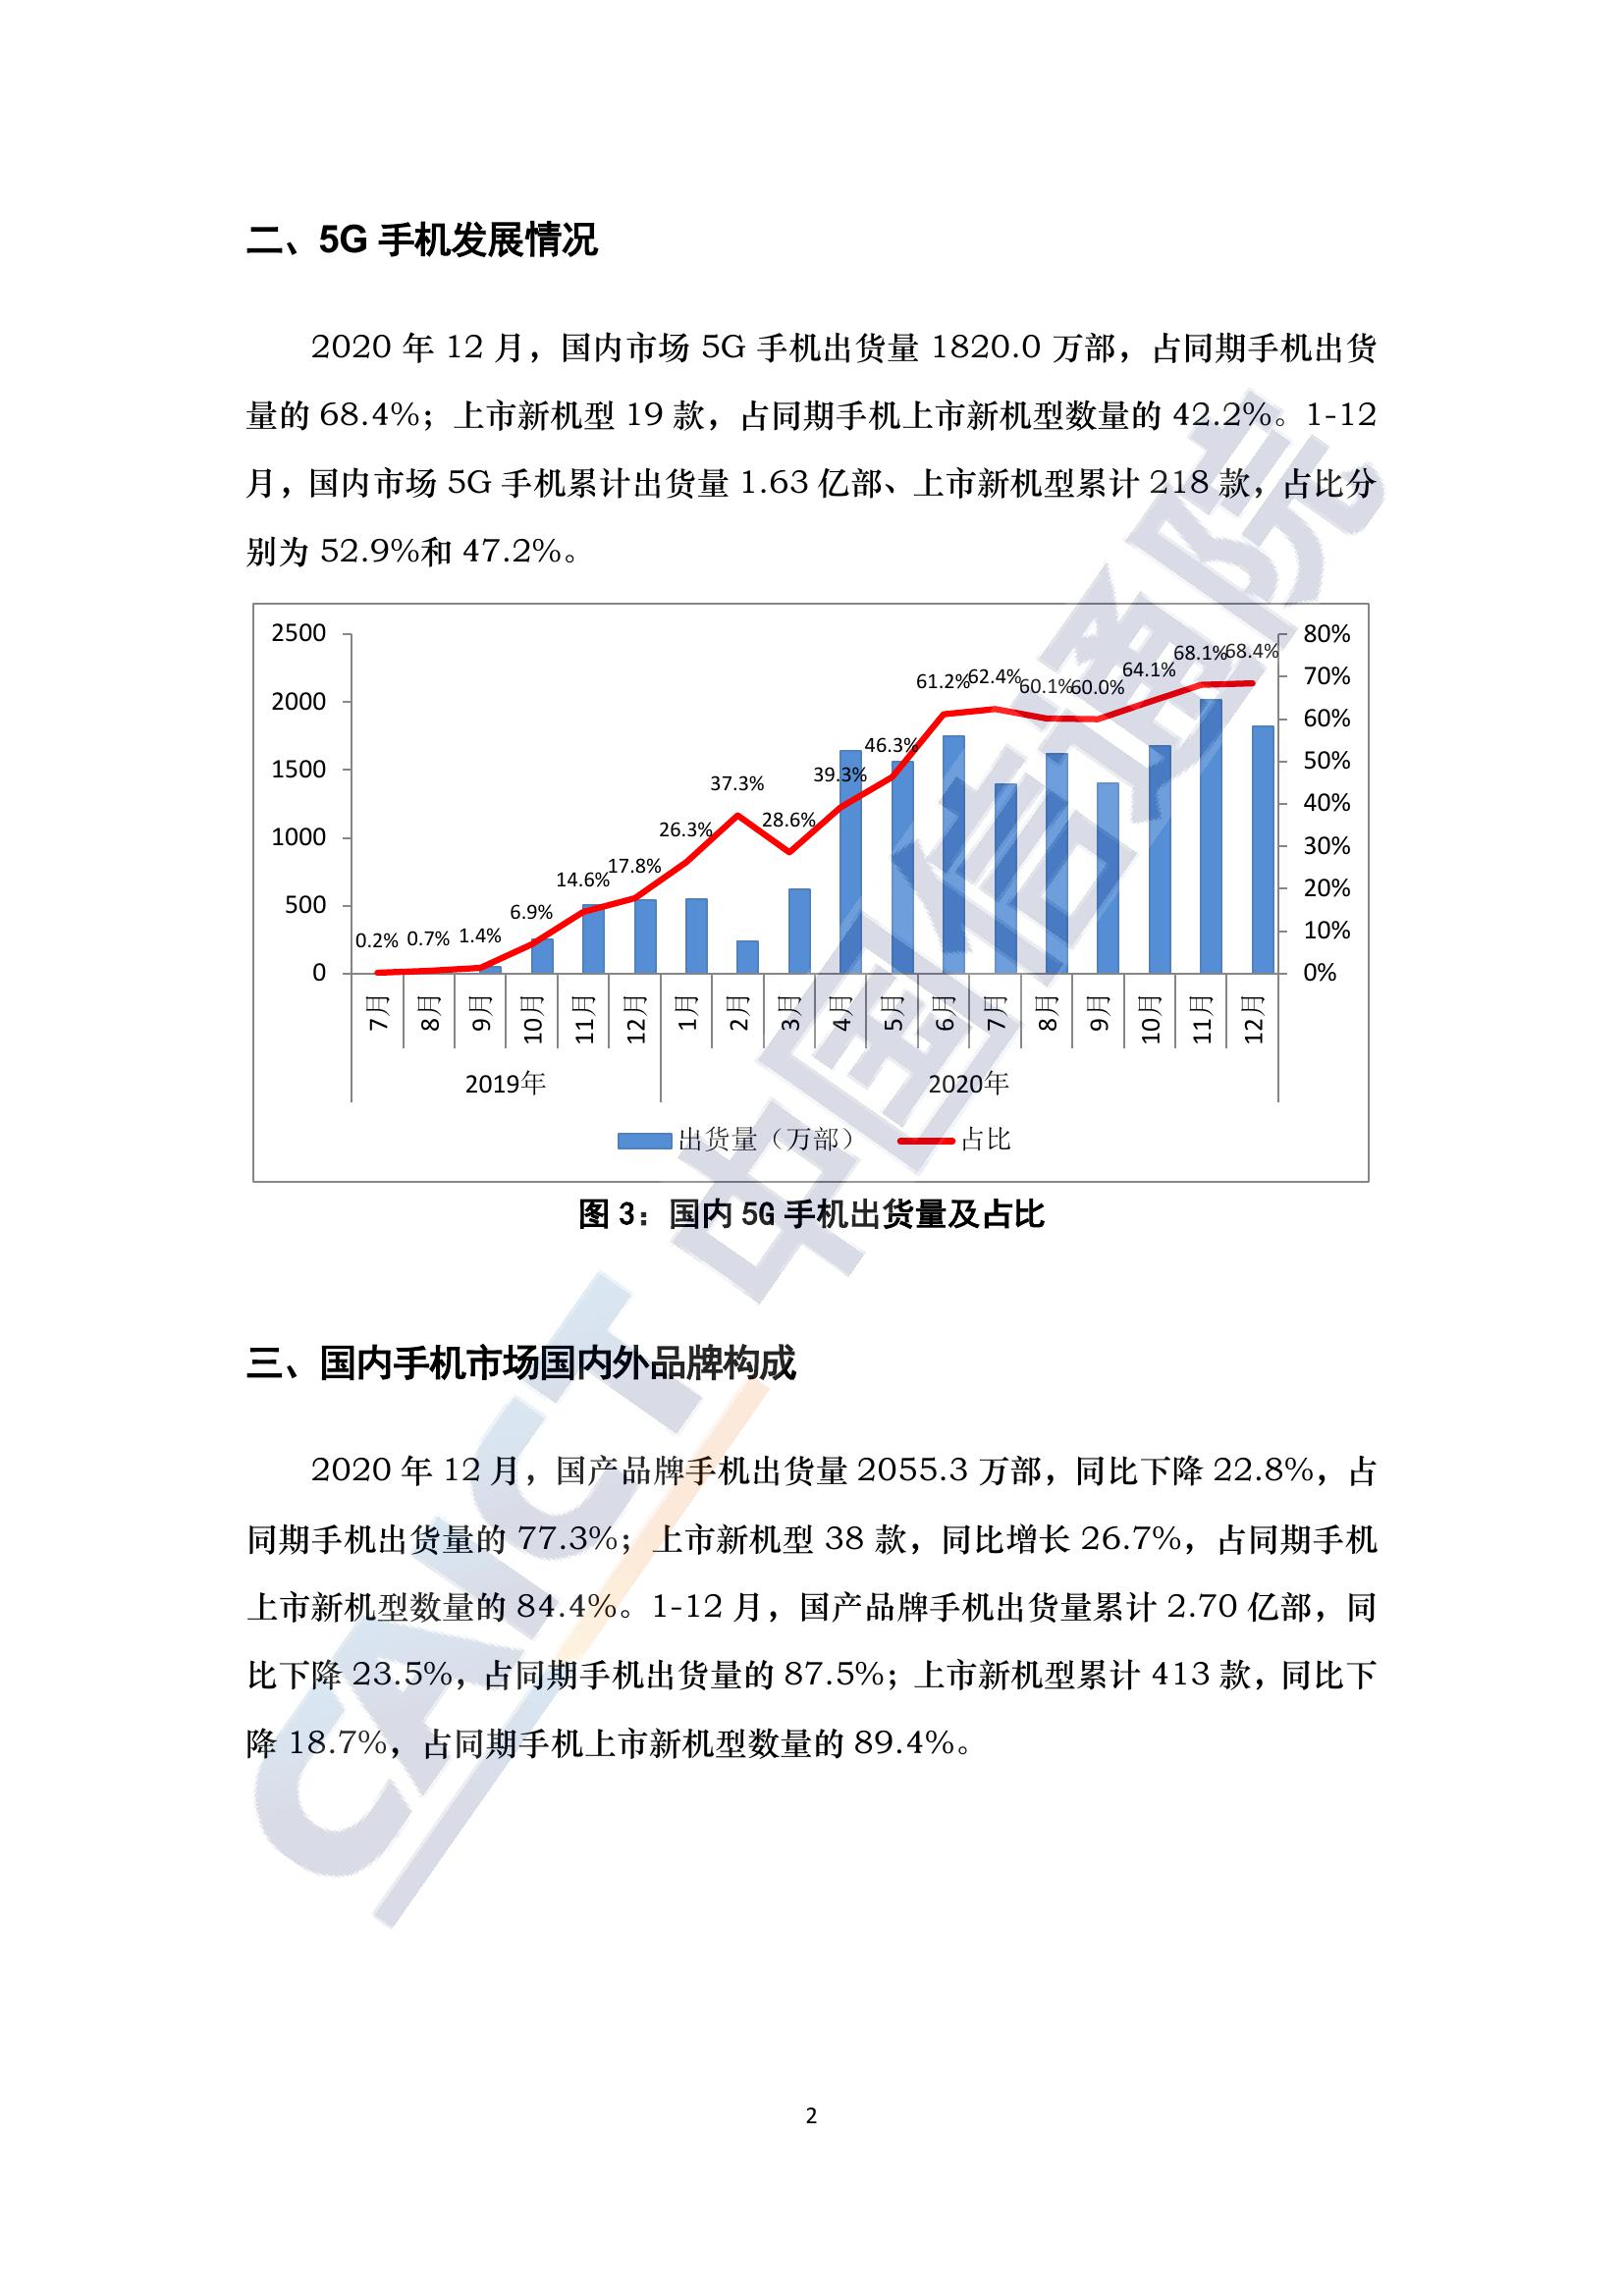 二、5G 手机发展情况
2020 年 12 月，国内市场 5G 手机出货量 1820.0 万部，占同期手机出货
量的 68.4%；上市新机型 19 款，占同期手机上市新机型数量的 42.2%。1-12
月，国内市场 5G 手机累计出货量 1.63 亿部、上市新机型累计 218 款，占比分
别为 52.9%和 47.2%。
2500
2000
1500
1000
500
0
80%
70%
60%
50%
40%
30%
20%
10%
0%
0.2% 0.7% 1.4% 6.9% 14.6% 17.8% 26.3% 37.3% 28.6% 39.3% 46.3% 61.2% 62.4% 60.1% 60.0% 64.1% 68.1% 68.4%
7月 8月 9月 10月 11月 12月 1月 2月 3月 4月 5月 6月 7月 8月 9月 10月 11月 12月
2019年 2020年
出货量（万部） 占比
图 3：国内 5G 手机出货量及占比
三、国内手机市场国内外品牌构成
2020 年 12 月，国产品牌手机出货量 2055.3 万部，同比下降 22.8%，占
同期手机出货量的 77.3%；上市新机型 38 款，同比增长 26.7%，占同期手机
上市新机型数量的 84.4%。1-12 月，国产品牌手机出货量累计 2.70 亿部，同
比下降 23.5%，占同期手机出货量的 87.5%；上市新机型累计 413 款，同比下
降 18.7%，占同期手机上市新机型数量的 89.4%。
CAICT 中国信通院
2